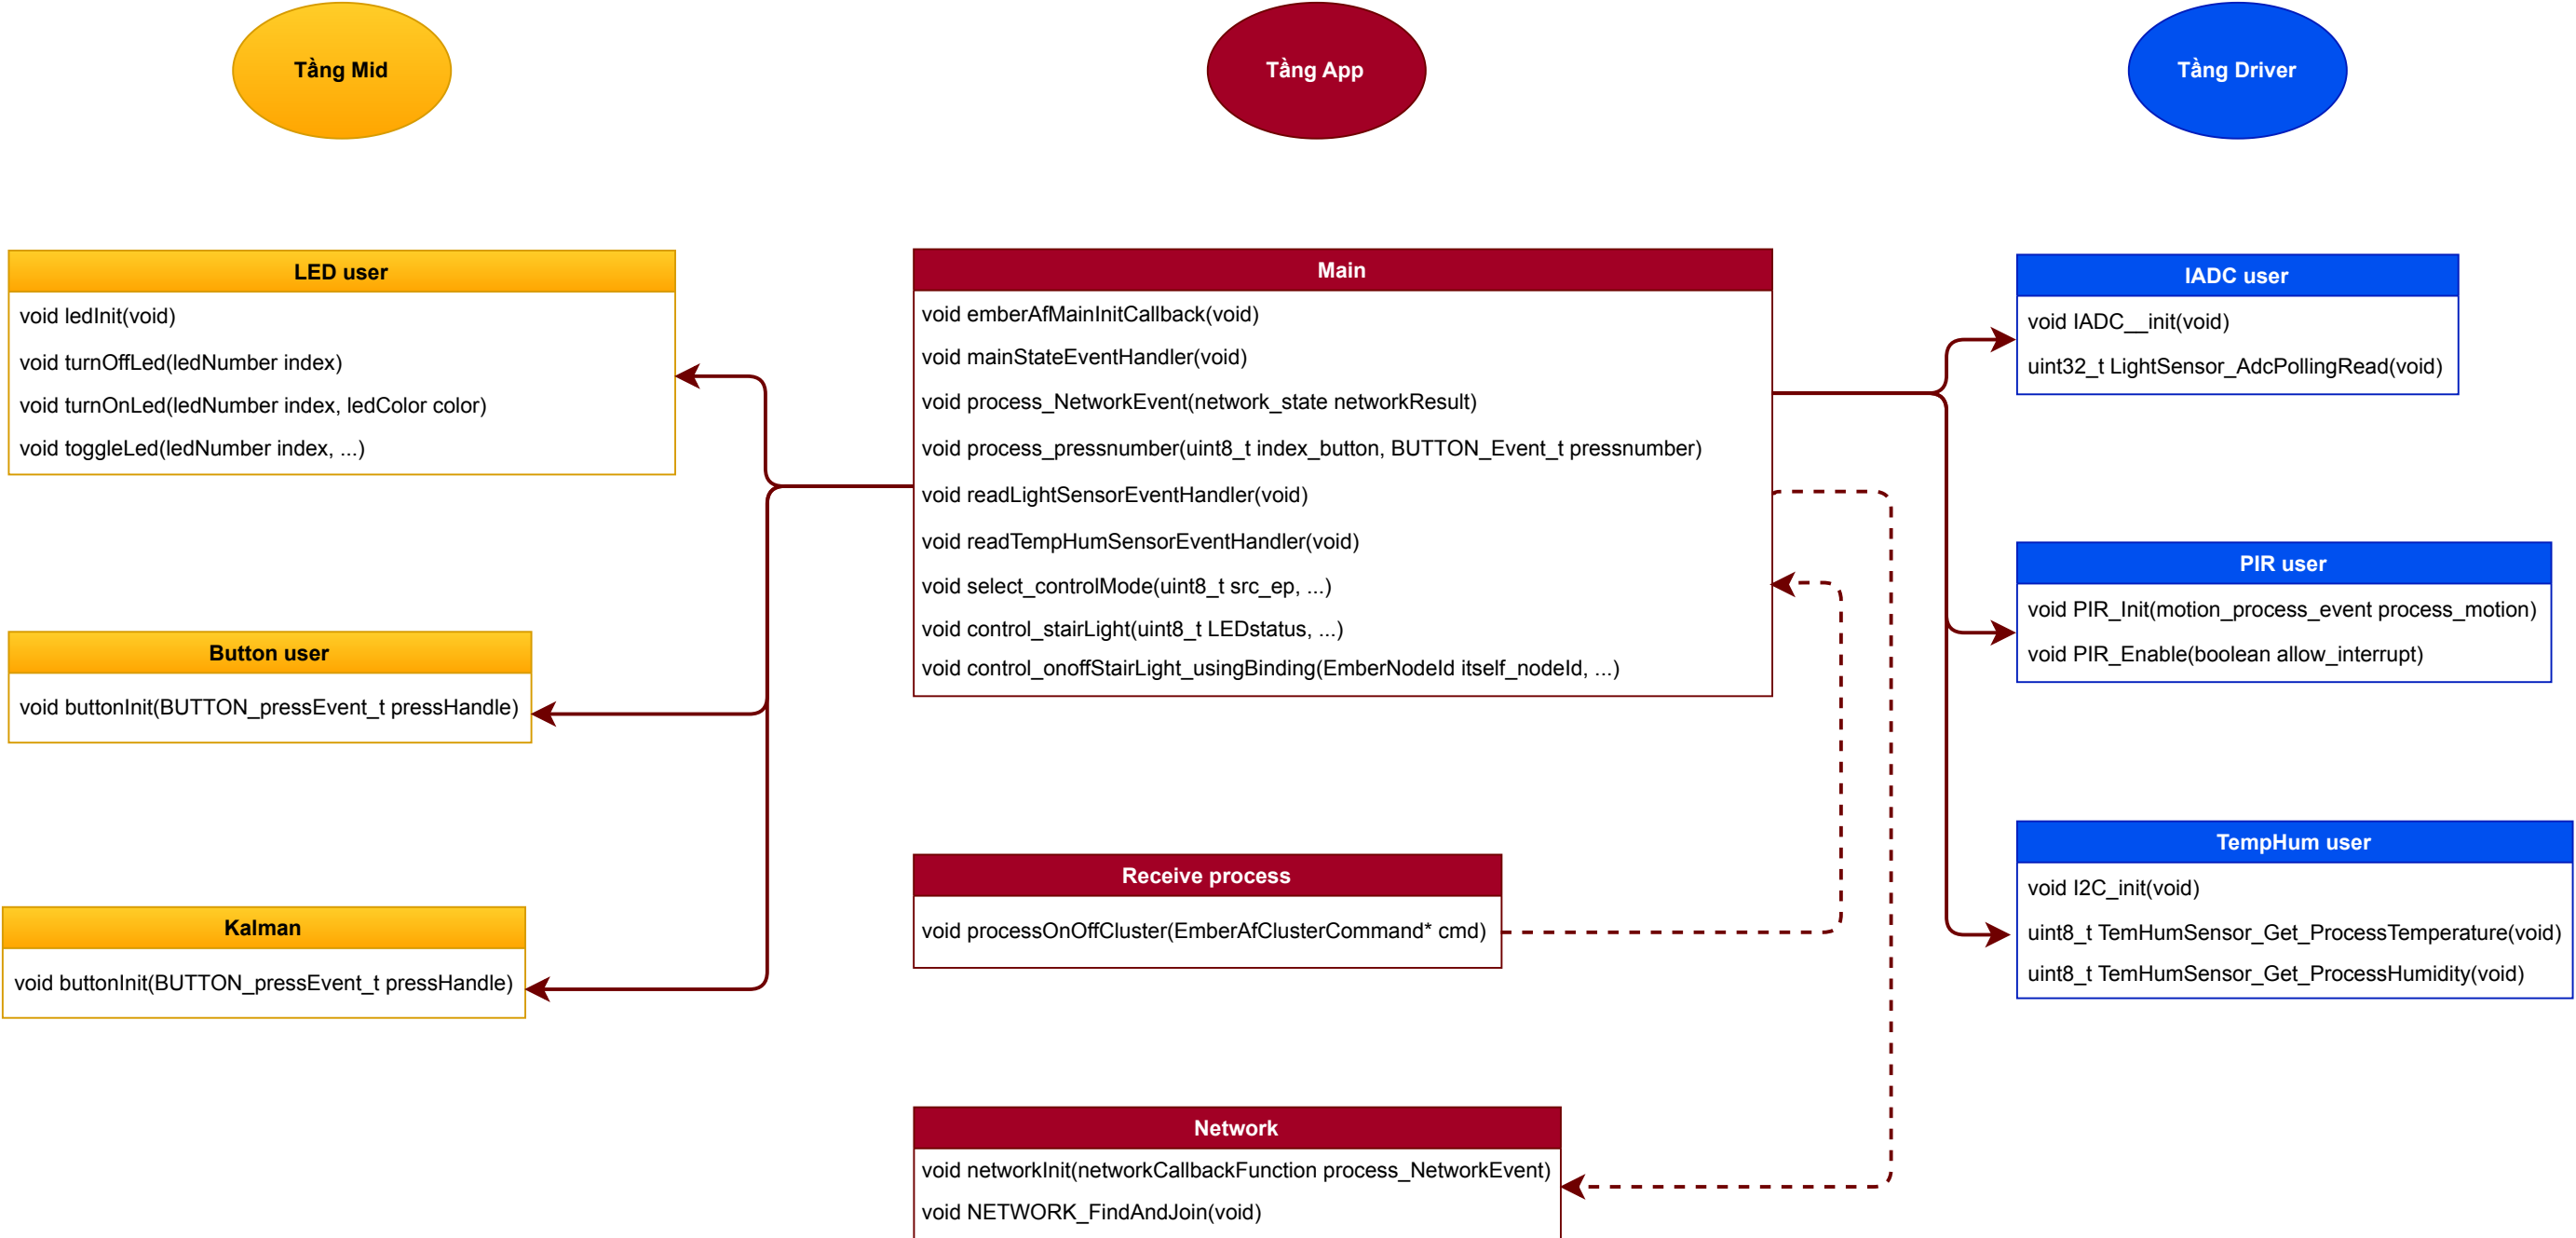 Tầng Mid
Tầng App
Tầng Driver
LED user
void ledInit(void)
void turnOffLed(ledNumber index)
void turnOnLed(ledNumber index, ledColor color)
void toggleLed(ledNumber index, ...)
Button user
void buttonInit(BUTTON_pressEvent_t pressHandle)
Kalman
void buttonInit(BUTTON_pressEvent_t pressHandle)
Main
void emberAfMainInitCallback(void)
void mainStateEventHandler(void)
void process_NetworkEvent(network_state networkResult)
void process_pressnumber(uint8_t index_button, BUTTON_Event_t pressnumber)
void readLightSensorEventHandler(void)
void readTempHumSensorEventHandler(void)
void select_controlMode(uint8_t src_ep, ...)
void control_stairLight(uint8_t LEDstatus, ...)
void control_onoffStairLight_usingBinding(EmberNodeId itself_nodeId, ...)
Receive process
void processOnOffCluster(EmberAfClusterCommand* cmd)
Network
void networkInit(networkCallbackFunction process_NetworkEvent)
void NETWORK_FindAndJoin(void)
IADC user
void IADC__init(void)
uint32_t LightSensor_AdcPollingRead(void)
PIR user
void PIR_Init(motion_process_event process_motion)
void PIR_Enable(boolean allow_interrupt)
TempHum user
void I2C_init(void)
uint8_t TemHumSensor_Get_ProcessTemperature(void)
uint8_t TemHumSensor_Get_ProcessHumidity(void)